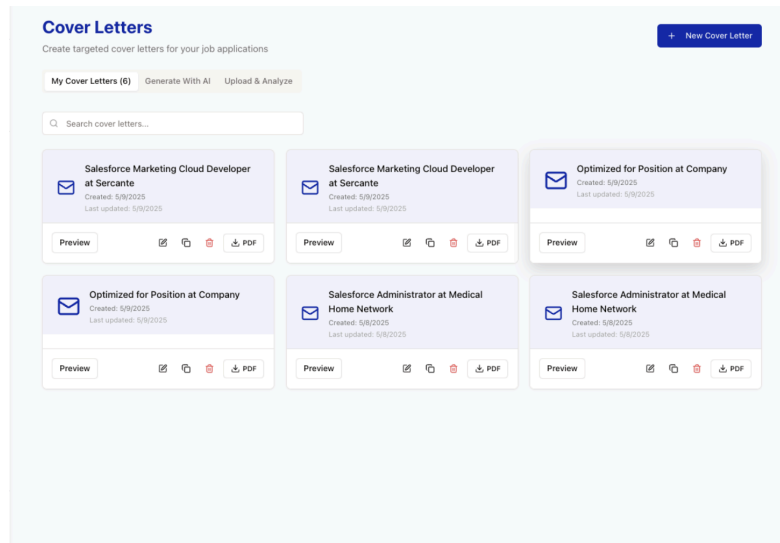 Cover Letters
+ New Cover Letter
Create targeted cover letters for your job applications
My Cover Letters (6) Generate With AI Upload & Analyze
Search cover letters...
Salesforce Marketing Cloud Developer
at Sercante
Created: 5/9/2025
Last updated: 5/9/2025
Preview PDF
Salesforce Marketing Cloud Developer
at Sercante
Created: 5/9/2025
Last updated: 5/9/2025
Preview PDF
Optimized for Position at Company
Created: 5/9/2025
Last updated: 5/9/2025
Preview PDF
Optimized for Position at Company
Created: 5/9/2025
Last updated: 5/9/2025
Preview PDF
Salesforce Administrator at Medical
Home Network
Created: 5/8/2025
Last updated: 5/8/2025
Preview PDF
Salesforce Administrator at Medical
Home Network
Created: 5/8/2025
Last updated: 5/8/2025
Preview PDF